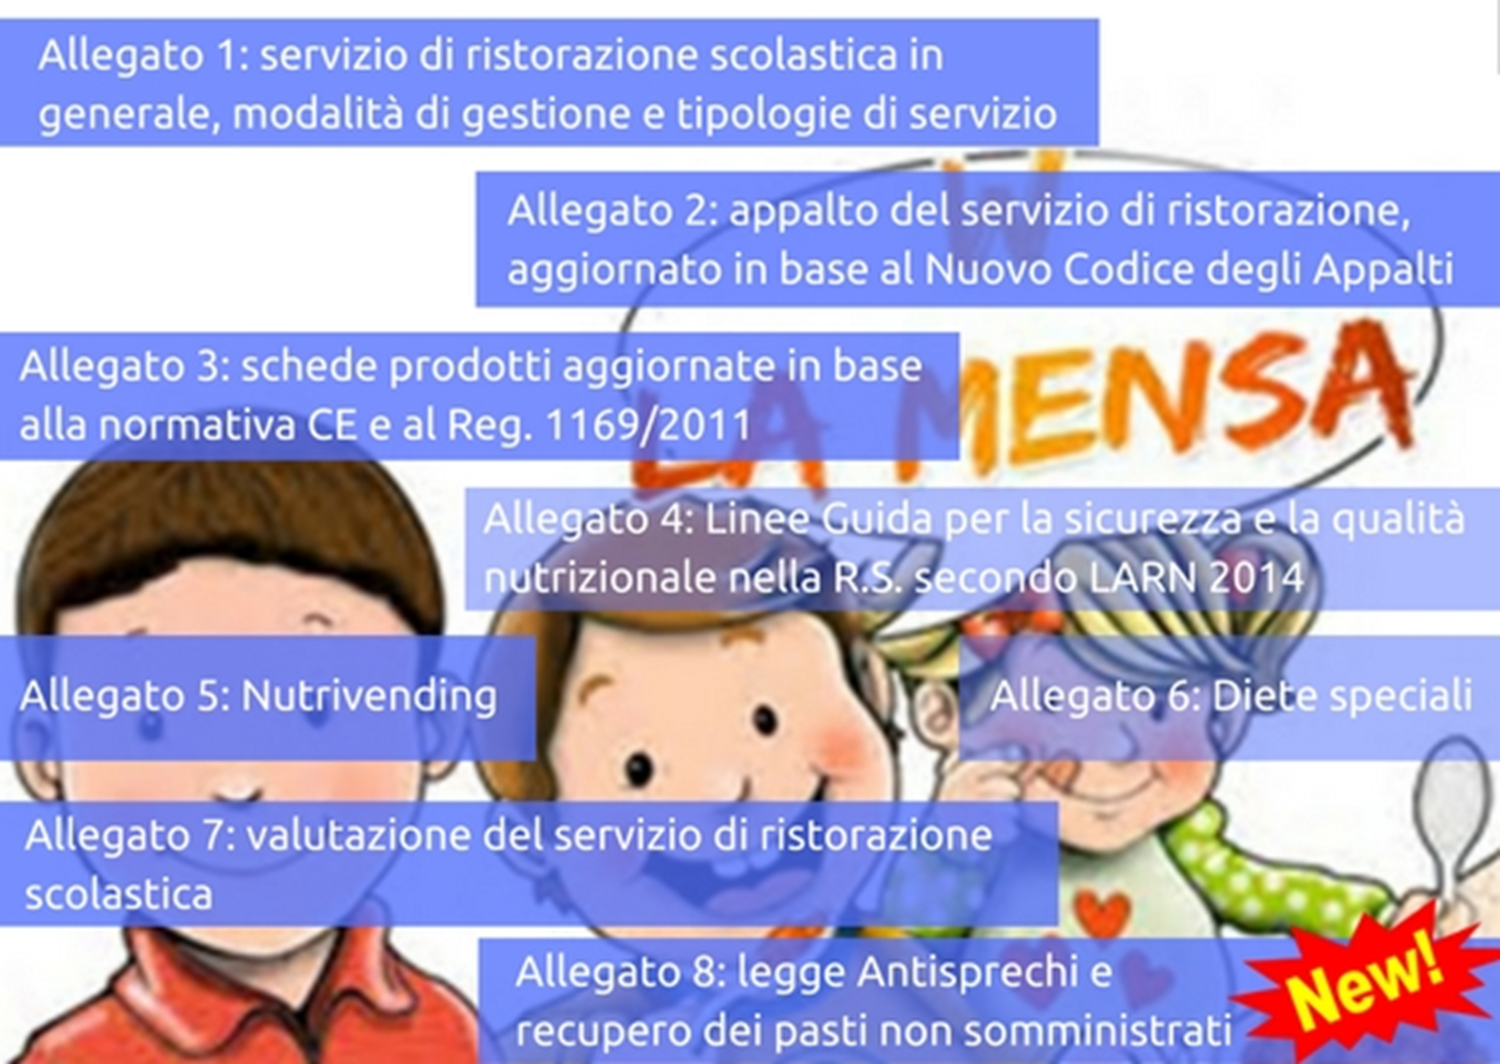 Allegato 1: servizio di ristorazione scolastica in
generale, modalità di gestione e tipologie di servizio
W
Allegato 2: appalto del servizio di ristorazione,
aggiornato in base al Nuovo Codice degli Appalti
Allegato 3: schede prodotti aggiornate in base
alla normativa CE e al Reg. 1169/2011
LA MENSA
Allegato 4: Linee Guida per la sicurezza e la qualità
nutrizionale nella R.S. secondo LARN 2014
Allegato 5: Nutrivending
Allegato 6: Diete speciali
Allegato 7: valutazione del servizio di ristorazione
scolastica
Allegato 8: legge Antisprechi e
recupero dei pasti non somministrati
New!